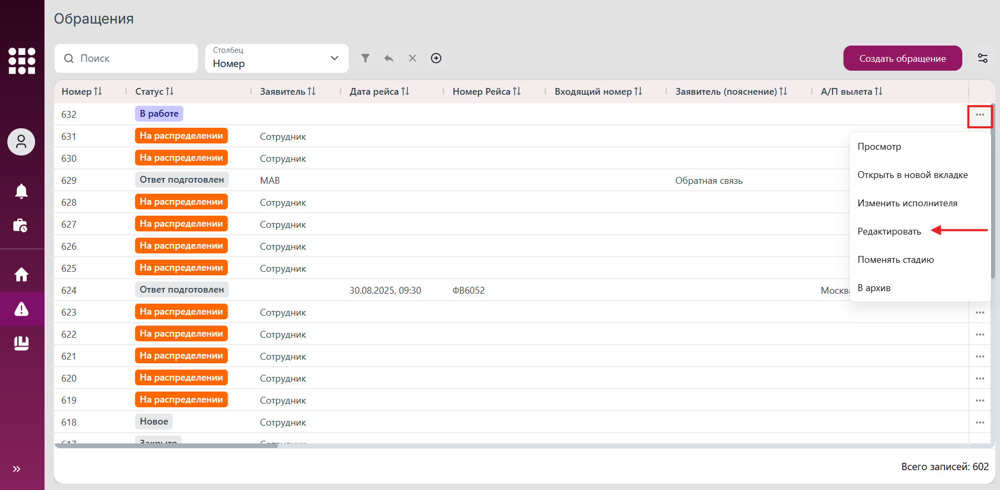 Обращения
Поиск
Столбец
Номер
Создать обращение
Номер Статус Заявитель Дата рейса Номер Рейса Входящий номер Заявитель (пояснение) А/П вылета
632 В работе
631 На распределении Сотрудник
Просмотр
630 На распределении Сотрудник
Открыть в новой вкладке
629 Ответ подготовлен МАВ Обратная связь
628 На распределении Сотрудник
Изменить исполнителя
627 На распределении Сотрудник
Редактировать
626 На распределении Сотрудник
Поменять стадию
625 На распределении Сотрудник
624 Ответ подготовлен 30.08.2025, 09:30 ФВ6052 Москва
В архив
623 На распределении Сотрудник
622 На распределении Сотрудник
621 На распределении Сотрудник
620 На распределении Сотрудник
619 На распределении Сотрудник
618 Новое Сотрудник
617 Закрыто Сотрудник
Всего записей: 602